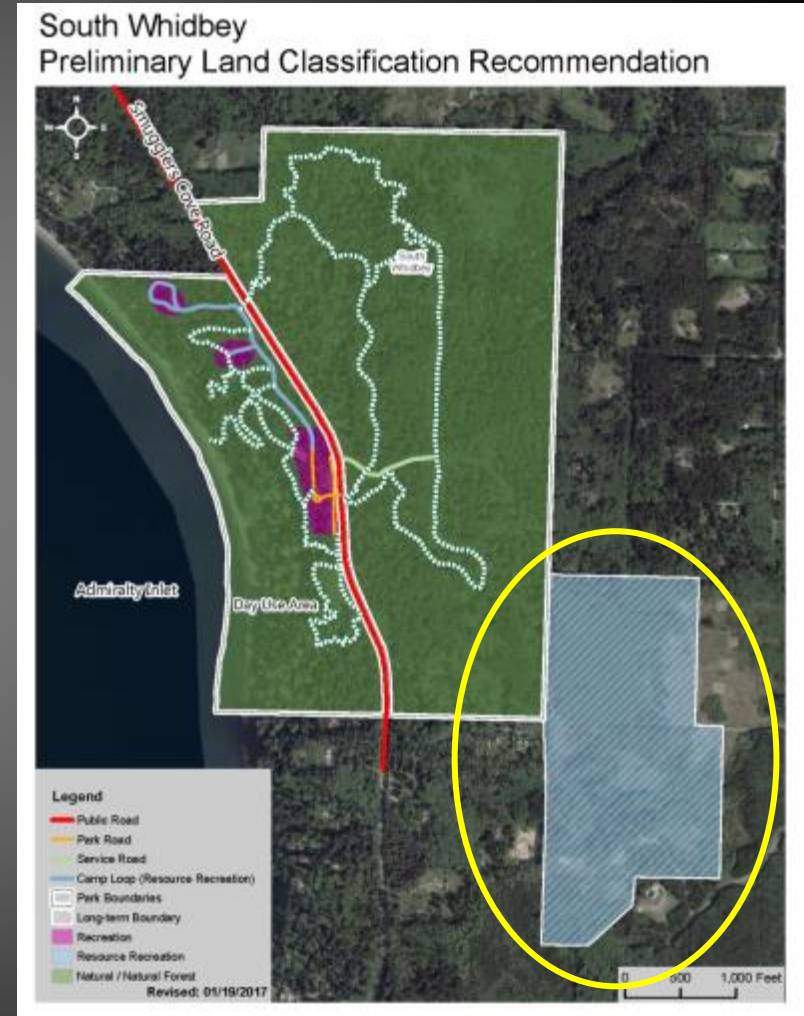 South Whidbey
Preliminary Land Classification Recommendation
N
Smugglers Cove Road
South
Whidbey
Admiralty Inlet
Day Use Area
Legend
Public Road
Park Road
Service Road
Camp Loop (Resource Recreation)
Park Boundaries
Long-term Boundary
Recreation
Resource Recreation
Natural / Natural Forest
Revised: 01/19/2017
0 500 1,000 Feet